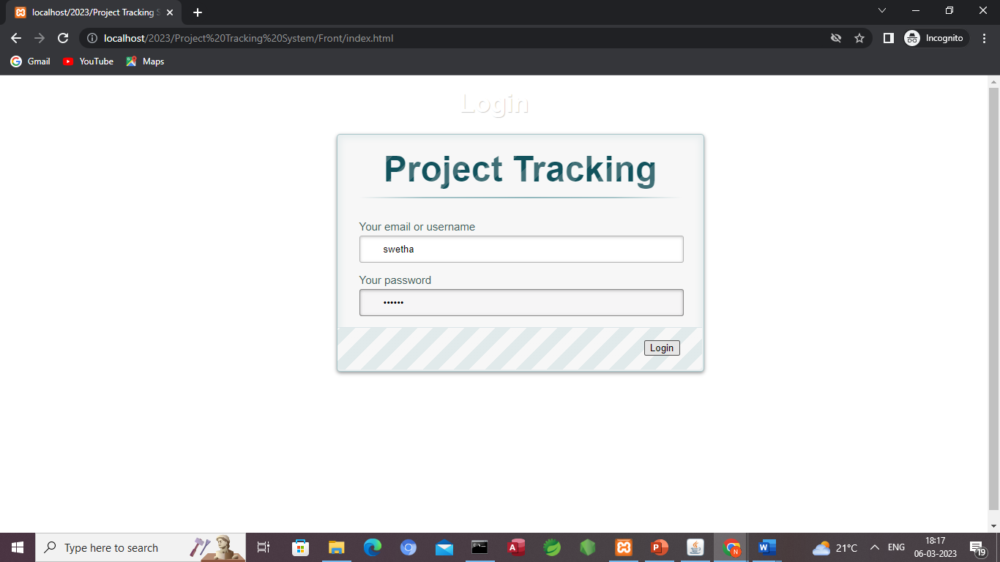 localhost/2023/Project Tracking S
localhost/2023/Project%20Tracking%20System/Front/index.html
Incognito
Gmail YouTube Maps
Login
Project Tracking
Your email or username
swetha
Your password
••••••
Login
Type here to search
21°C ENG 18:17
06-03-2023
19